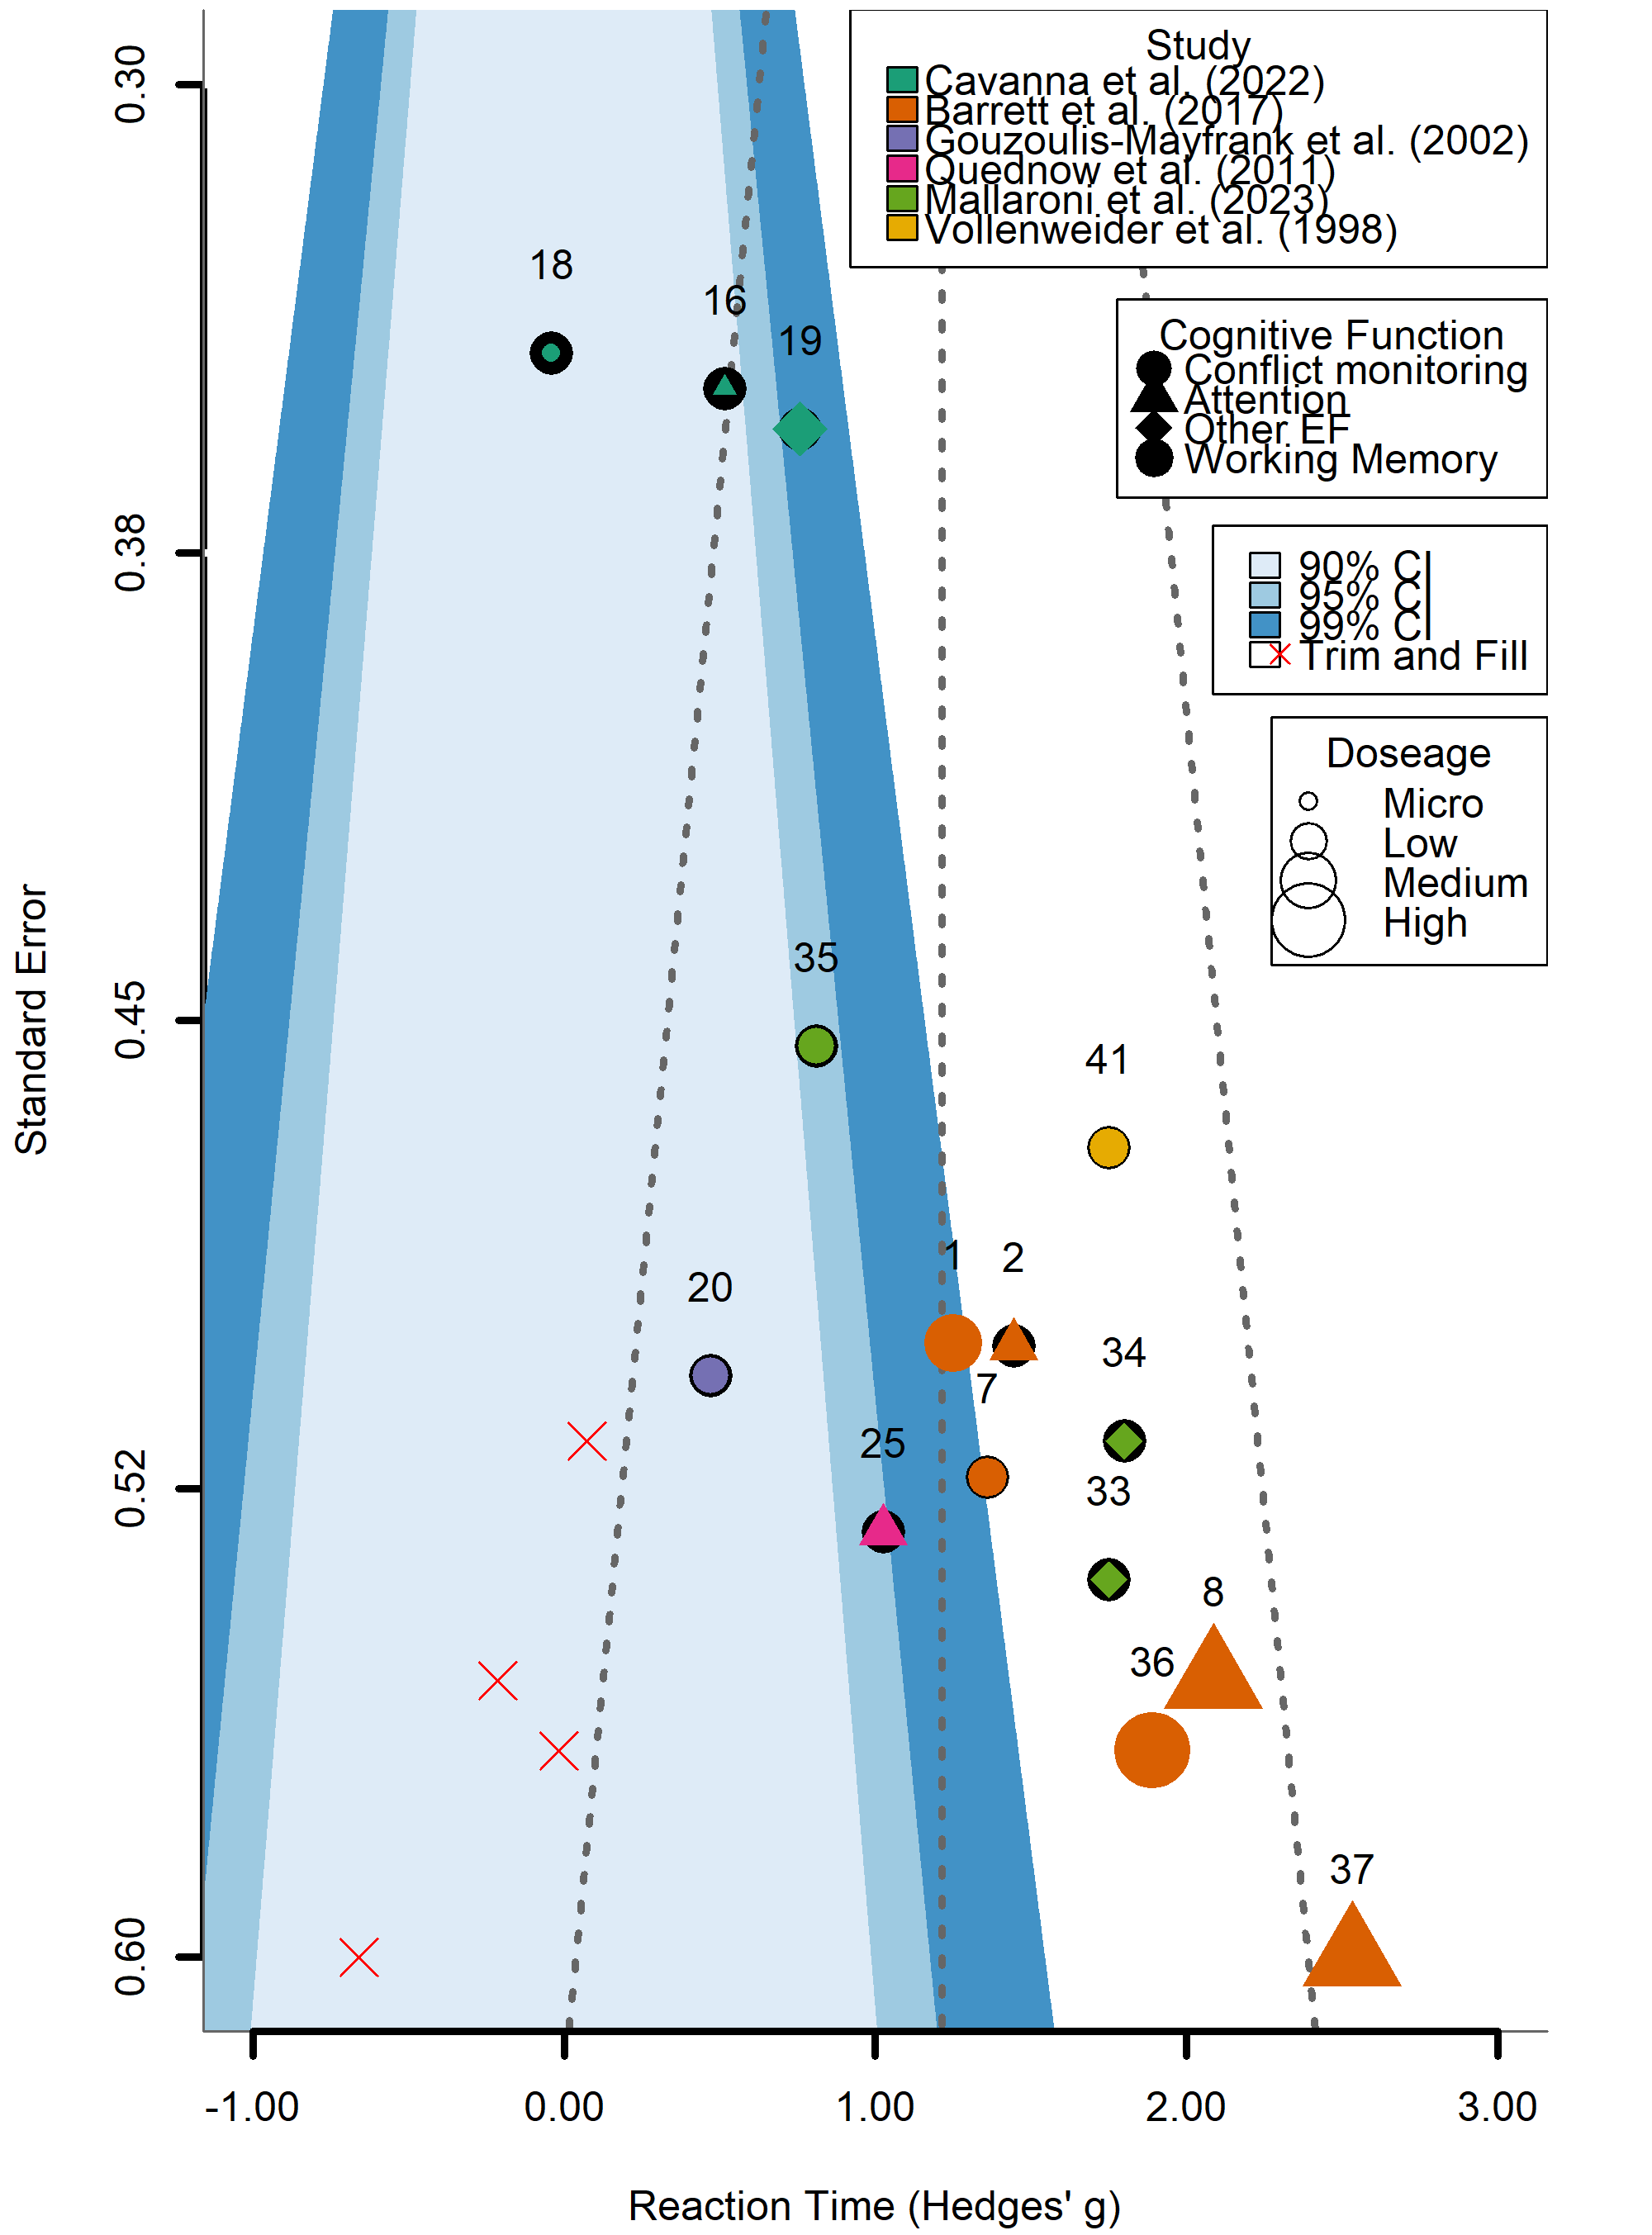 Study
Cavanna et al. (2022)
Barrett et al. (2017)
Gouzoulis-Mayfrank et al. (2002)
Quednow et al. (2011)
Mallaroni et al. (2023)
Vollenweider et al. (1998)
Cognitive Function
Conflict monitoring
Attention
Other EF
Working Memory
90% CI
95% CI
99% CI
Trim and Fill
Doseage
Micro
Low
Medium
High
18
16
19
35
41
1
2
20
34
7
25
33
8
36
37
0.30
0.38
0.45
0.52
0.60
Standard Error
-1.00
0.00
1.00
2.00
3.00
Reaction Time (Hedges' g)